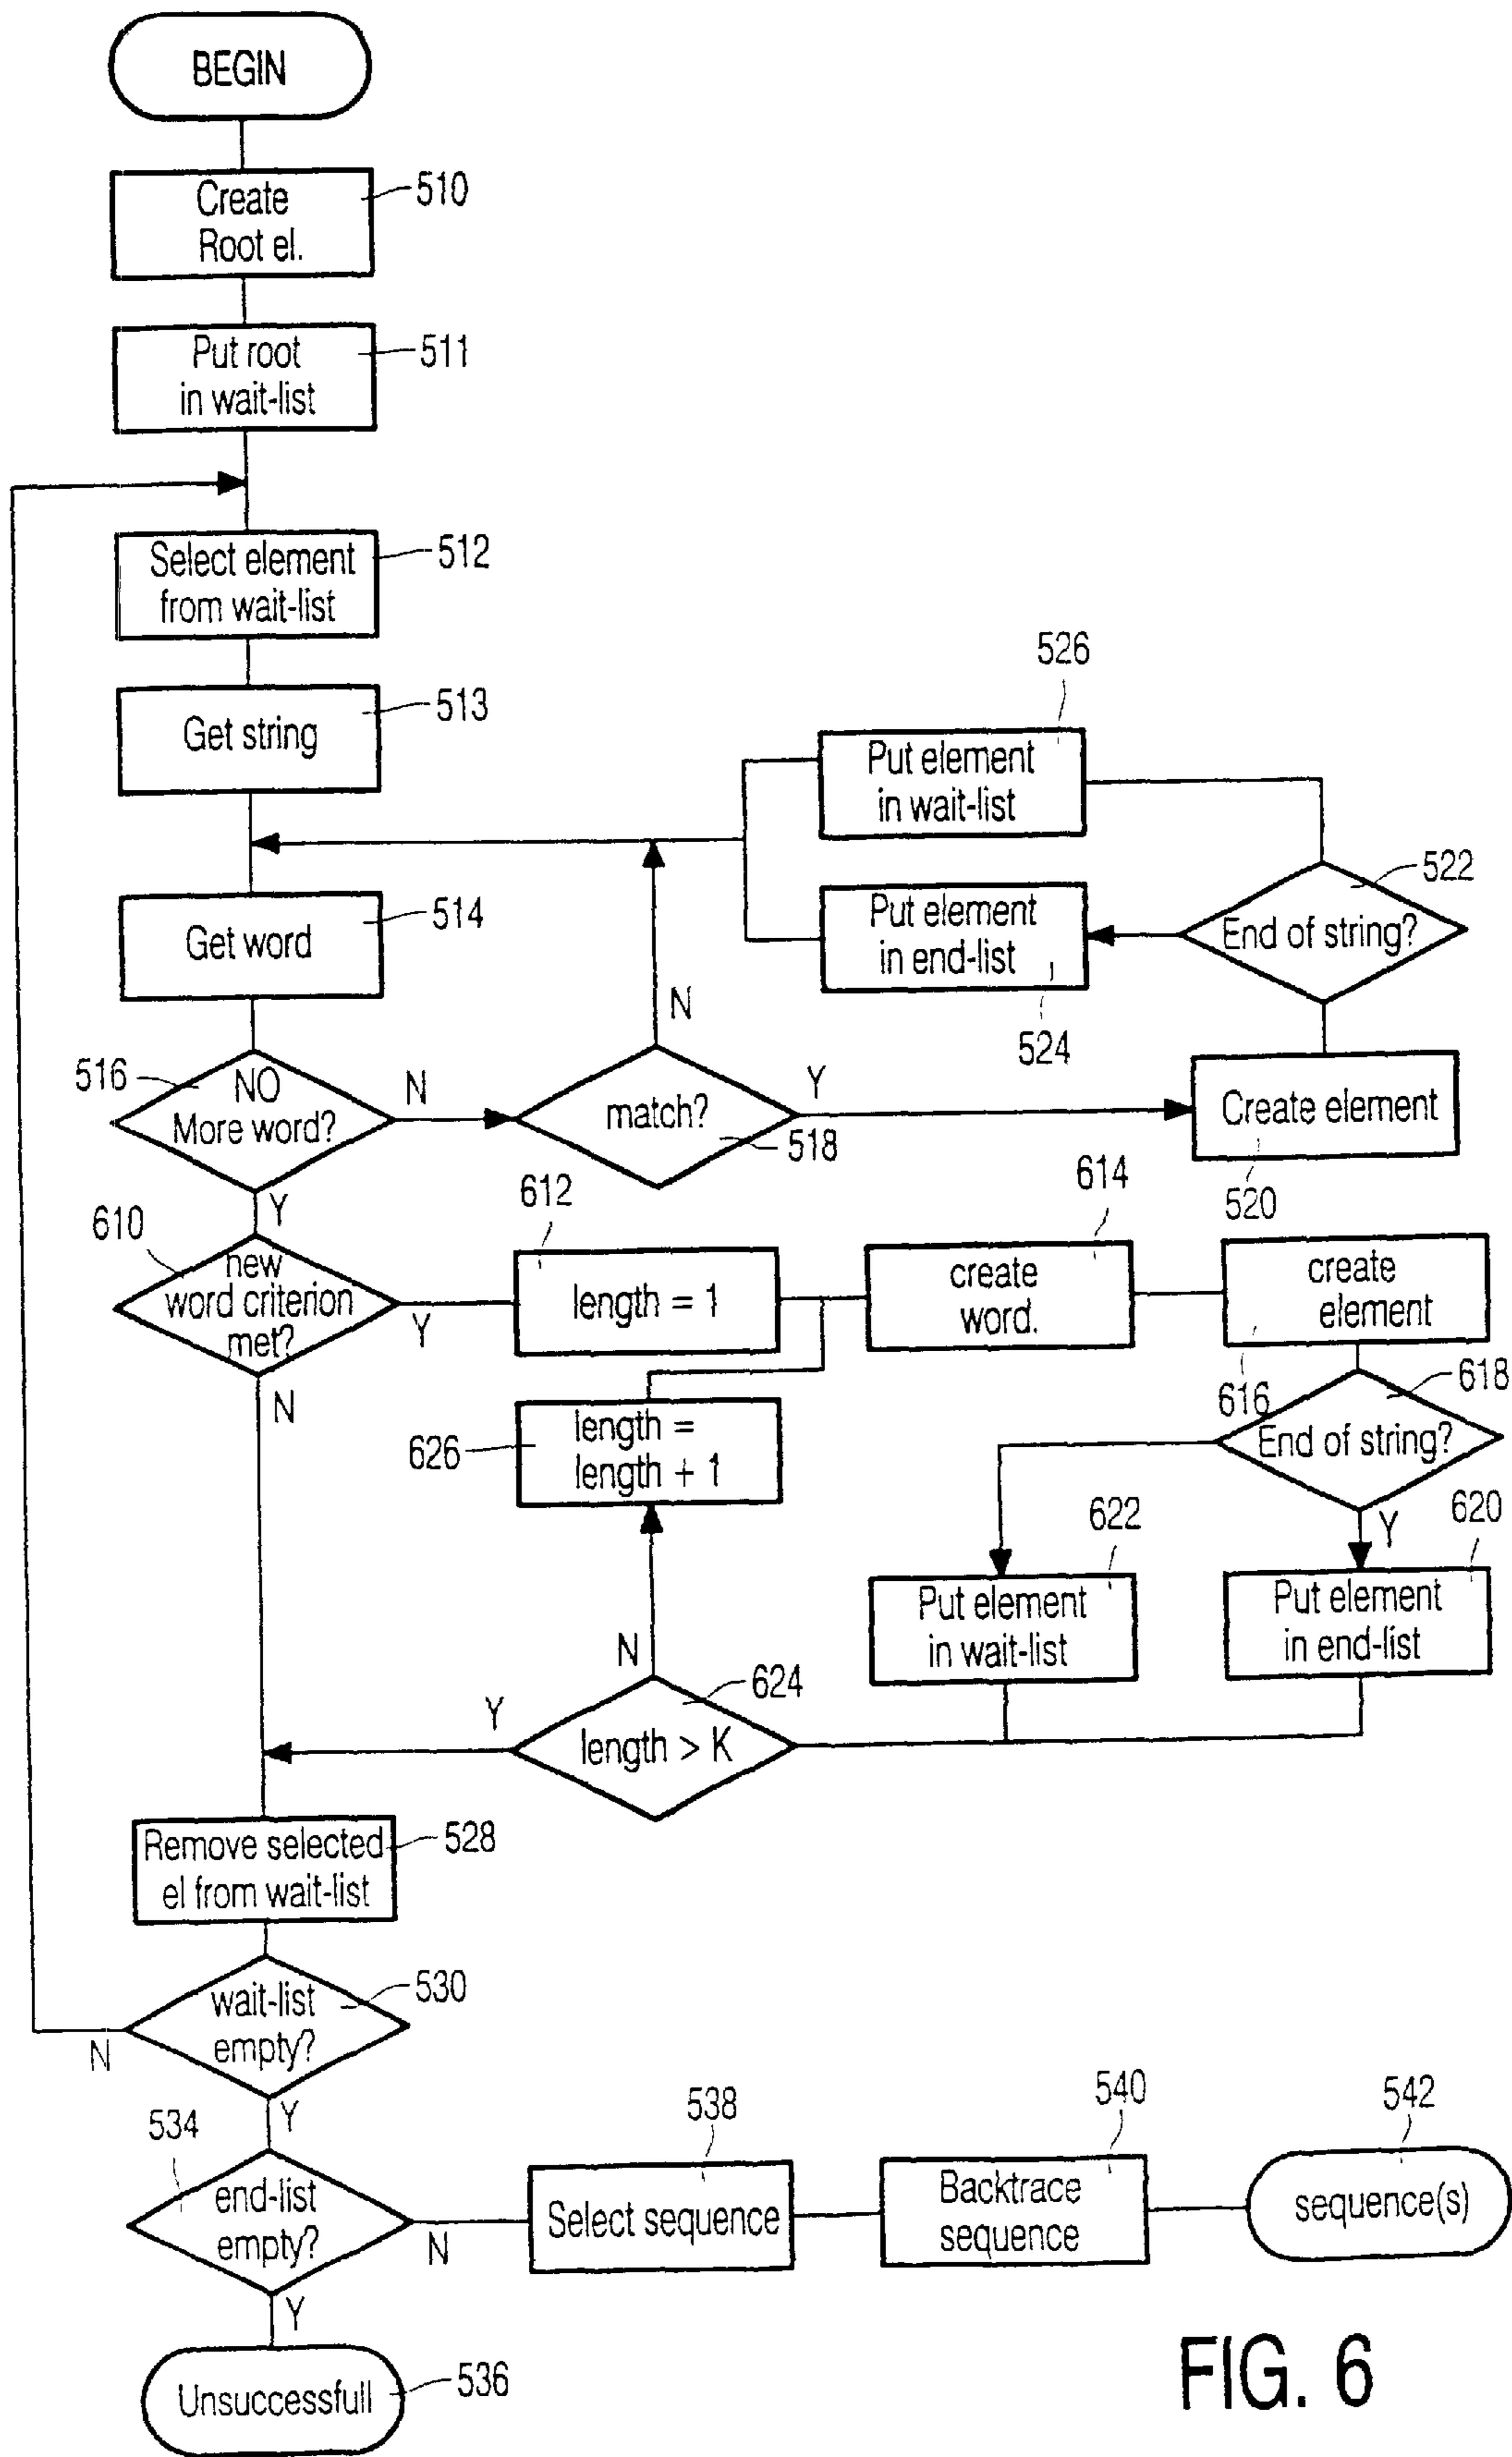 BEGIN
Create
Root el.
510
Put root
in wait-list
511
Select element
from wait-list
512
Get string
513
526
Put element
in wait-list
522
End of string?
Put element
in end-list
524
Get word
514
N
516
NO
More word?
N
match?
518
Y
Create element
520
Y
610
new
word criterion
met?
Y
N
612
length = 1
614
create
word.
create
element
616
618
End of string?
626
length =
length + 1
622
Put element
in wait-list
Y
620
Put element
in end-list
N
624
length > K
Y
Remove selected
el from wait-list
528
wait-list
empty?
530
N
Y
534
end-list
empty?
N
538
Select sequence
540
Backtrace
sequence
542
sequence(s)
Y
Unsuccessfull
536
FIG. 6